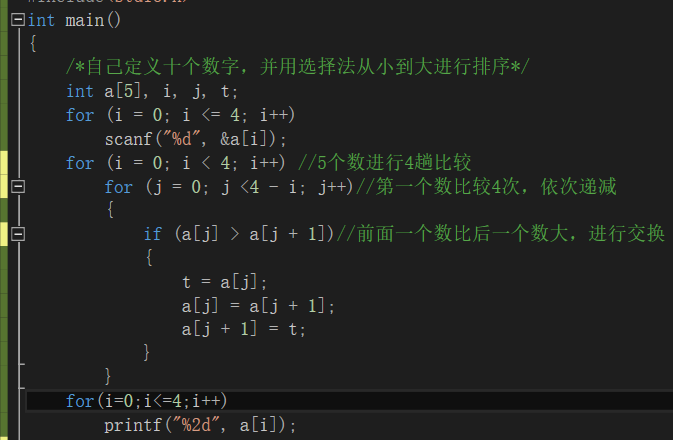 int main()
{
/*自己定义十个数字，并用选择法从小到大进行排序*/
int a[5], i, j, t;
for (i = 0; i <= 4; i++)
scanf("%d", &a[i]);
for (i = 0; i < 4; i++) //5个数进行4趟比较
for (j = 0; j <4 - i; j++)//第一个数比较4次，依次递减
{
if (a[j] > a[j + 1])//前面一个数比后一个数大，进行交换
{
t = a[j];
a[j] = a[j + 1];
a[j + 1] = t;
}
}
for(i=0;i<=4;i++)
printf("%2d", a[i]);